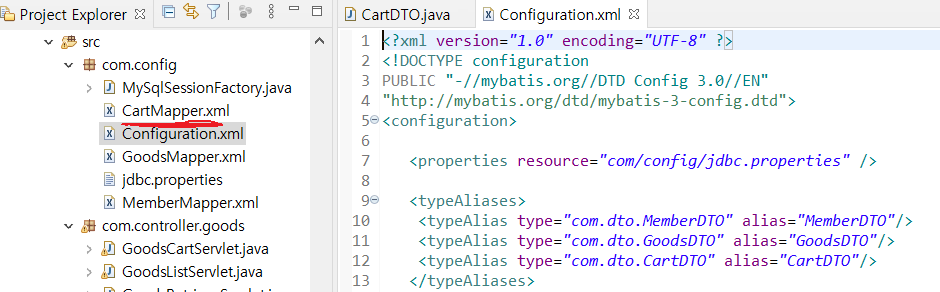 Project Explorer
src
com.config
MySqlSessionFactory.java
CartMapper.xml
Configuration.xml
GoodsMapper.xml
jdbc.properties
MemberMapper.xml
com.controller.goods
GoodsCartServlet.java
GoodsListServlet.java
CartDTO.java
Configuration.xml
1 <?xml version="1.0" encoding="UTF-8" ?>
2 <!DOCTYPE configuration
3 PUBLIC "-//mybatis.org//DTD Config 3.0//EN"
4 "http://mybatis.org/dtd/mybatis-3-config.dtd">
5 <configuration>
6
7 <properties resource="com/config/jdbc.properties" />
8
9 <typeAliases>
10 <typeAlias type="com.dto.MemberDTO" alias="MemberDTO"/>
11 <typeAlias type="com.dto.GoodsDTO" alias="GoodsDTO"/>
12 <typeAlias type="com.dto.CartDTO" alias="CartDTO"/>
13 </typeAliases>